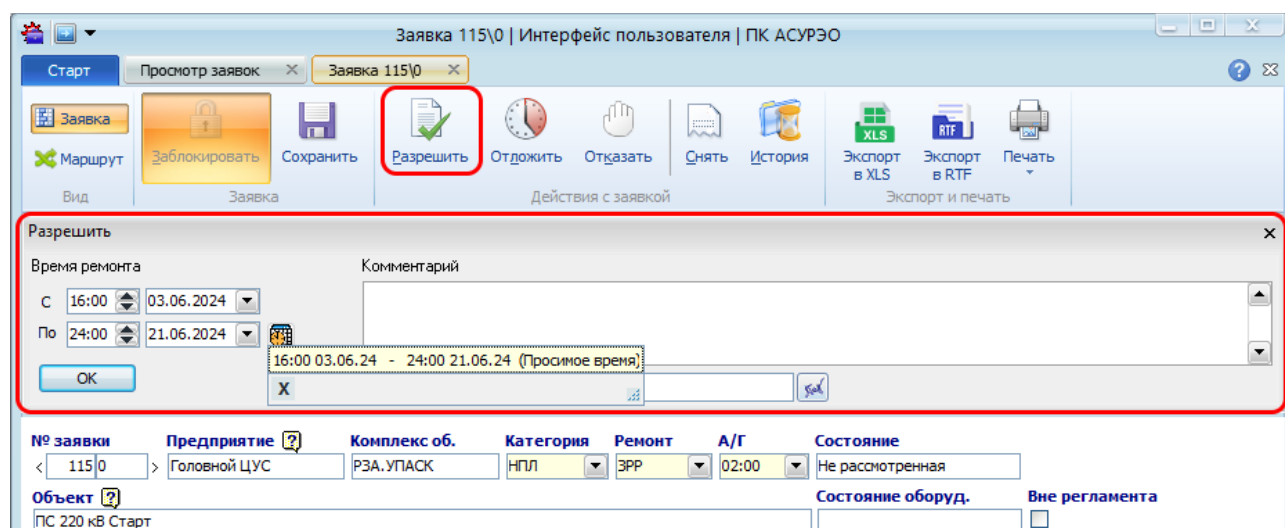 Заявка 115\0 | Интерфейс пользователя | ПК АСУРЭО
Старт Просмотр заявок Заявка 115\0
Заявка
Маршрут
Заблокировать Сохранить Разрешить Отложить Отказать Снять История
XLS
Экспорт в XLS
RTF
Экспорт в RTF
Печать
Вид Заявка Действия с заявкой Экспорт и печать
Разрешить
Время ремонта Комментарий
С 16:00 03.06.2024
По 24:00 21.06.2024
16:00 03.06.24 - 24:00 21.06.24 (Просимое время)
OK
X
№ заявки Предприятие Комплекс об. Категория Ремонт А/Г Состояние
< 115 0 > Головной ЦУС РЗА.УПАСК НПЛ ЗРР 02:00 Не рассмотренная
Объект Состояние оборуд. Вне регламента
ПС 220 кВ Старт